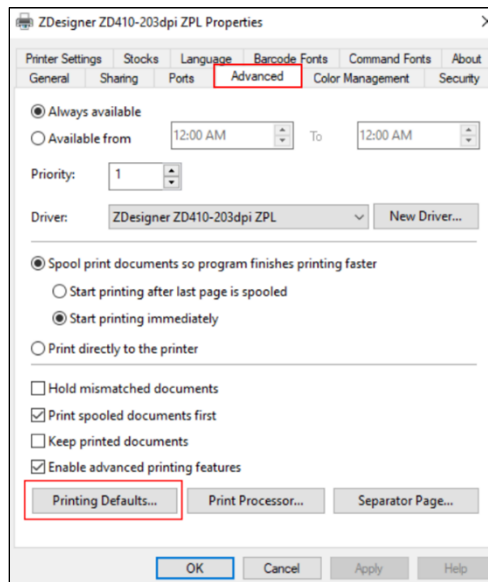 ZDesigner ZD410-203dpi ZPL Properties
Printer Settings Stocks Language Barcode Fonts Command Fonts About
General Sharing Ports Advanced Color Management Security
Always available
Available from 12:00 AM To 12:00 AM
Priority: 1
Driver: ZDesigner ZD410-203dpi ZPL New Driver...
Spool print documents so program finishes printing faster
Start printing after last page is spooled
Start printing immediately
Print directly to the printer
Hold mismatched documents
Print spooled documents first
Keep printed documents
Enable advanced printing features
Printing Defaults... Print Processor... Separator Page...
OK Cancel Apply Help